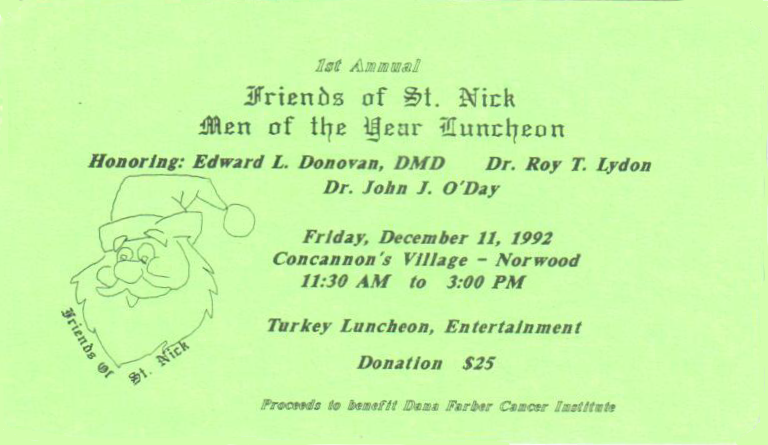 1st Annual
Friends of St. Nick
Men of the Year Luncheon
Honoring: Edward L. Donovan, DMD Dr. Roy T. Lydon
Dr. John J. O'Day
Friday, December 11, 1992
Concannon's Village - Norwood
11:30 AM to 3:00 PM
Turkey Luncheon, Entertainment
Donation $25
Proceeds to benefit Dana Farber Cancer Institute
Friends Of St. Nick